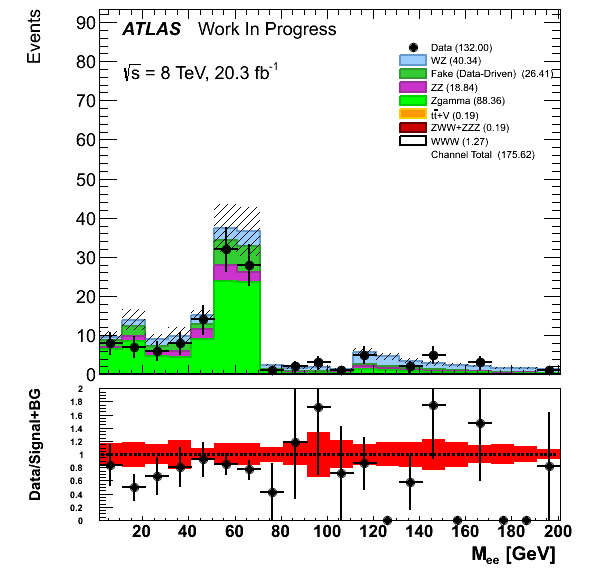 Events
90
80
70
60
50
40
30
20
10
0
ATLAS Work In Progress
√s = 8 TeV, 20.3 fb⁻¹
Data (132.00)
WZ (40.34)
Fake (Data-Driven) (26.41)
ZZ (18.84)
Zgamma (88.36)
tt̄+V (0.19)
ZWW+ZZZ (0.19)
WWW (1.27)
Channel Total (175.62)
Data/Signal+BG
2
1.8
1.6
1.4
1.2
1
0.8
0.6
0.4
0.2
0
20 40 60 80 100 120 140 160 180 200
M_ee [GeV]